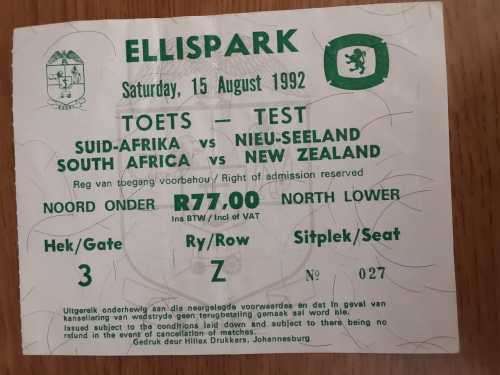 ELLISPARK
Saturday, 15 August 1992
TOETS — TEST
SUID-AFRIKA vs NIEU-SEELAND
SOUTH AFRICA vs NEW ZEALAND
Reg van toegang voorbehou / Right of admission reserved
NOORD ONDER R77,00 NORTH LOWER
Ins BTW / Incl of VAT
Hek/Gate Ry/Row Sitplek/Seat
3 Z Nº 027
Uitgereik onderhewig aan die neergelegde voorwaardes en dat in geval van
kansellering van wedstryde geen terugbetaling gemaak sal word nie.
Issued subject to the conditions laid down and subject to there being no
refund in the event of cancellation of matches.
Gedruk deur Hillex Drukkers, Johannesburg